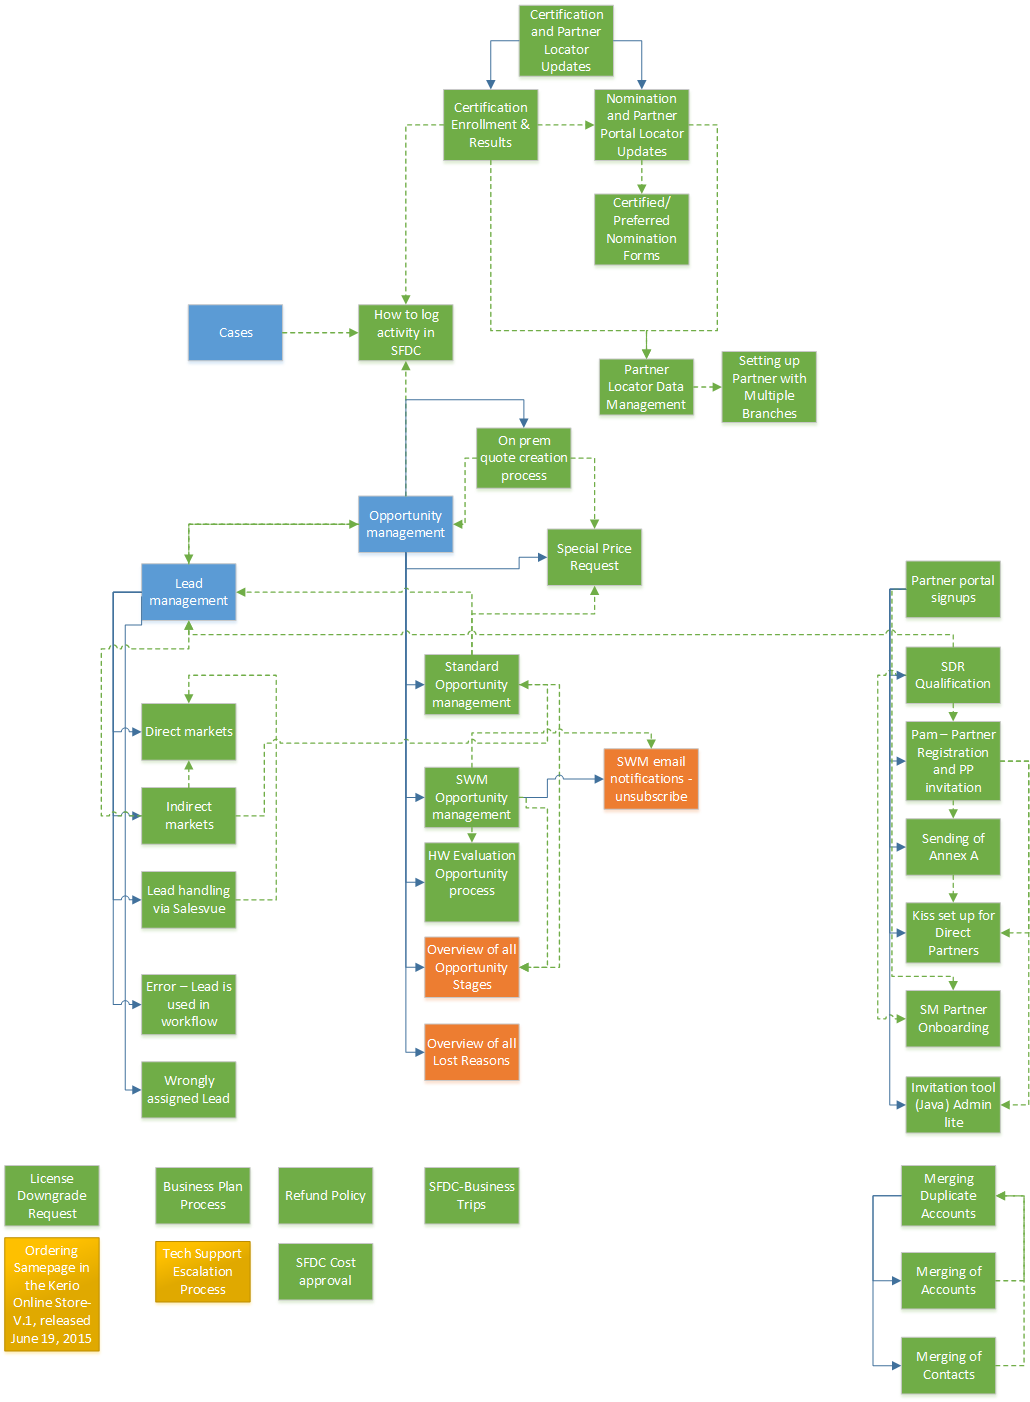 Certification
and Partner
Locator
Updates
Certification
Enrollment &
Results
Nomination
and Partner
Portal Locator
Updates
Certified/
Preferred
Nomination
Forms
Cases
How to log
activity in
SFDC
Partner
Locator Data
Management
Setting up
Partner with
Multiple
Branches
On prem
quote creation
process
Opportunity
management
Special Price
Request
Lead
management
Partner portal
signups
Standard
Opportunity
management
SDR
Qualification
Direct markets
Pam – Partner
Registration
and PP
invitation
SWM email
notifications -
unsubscribe
SWM
Opportunity
management
Indirect
markets
Sending of
Annex A
HW Evaluation
Opportunity
process
Lead handling
via Salesvue
Kiss set up for
Direct
Partners
Overview of all
Opportunity
Stages
Error – Lead is
used in
workflow
SM Partner
Onboarding
Overview of all
Lost Reasons
Wrongly
assigned Lead
Invitation tool
(Java) Admin
lite
License
Downgrade
Request
Business Plan
Process
Refund Policy
SFDC-Business
Trips
Merging
Duplicate
Accounts
Ordering
Samepage in
the Kerio
Online Store-
V.1, released
June 19, 2015
Tech Support
Escalation
Process
SFDC Cost
approval
Merging of
Accounts
Merging of
Contacts